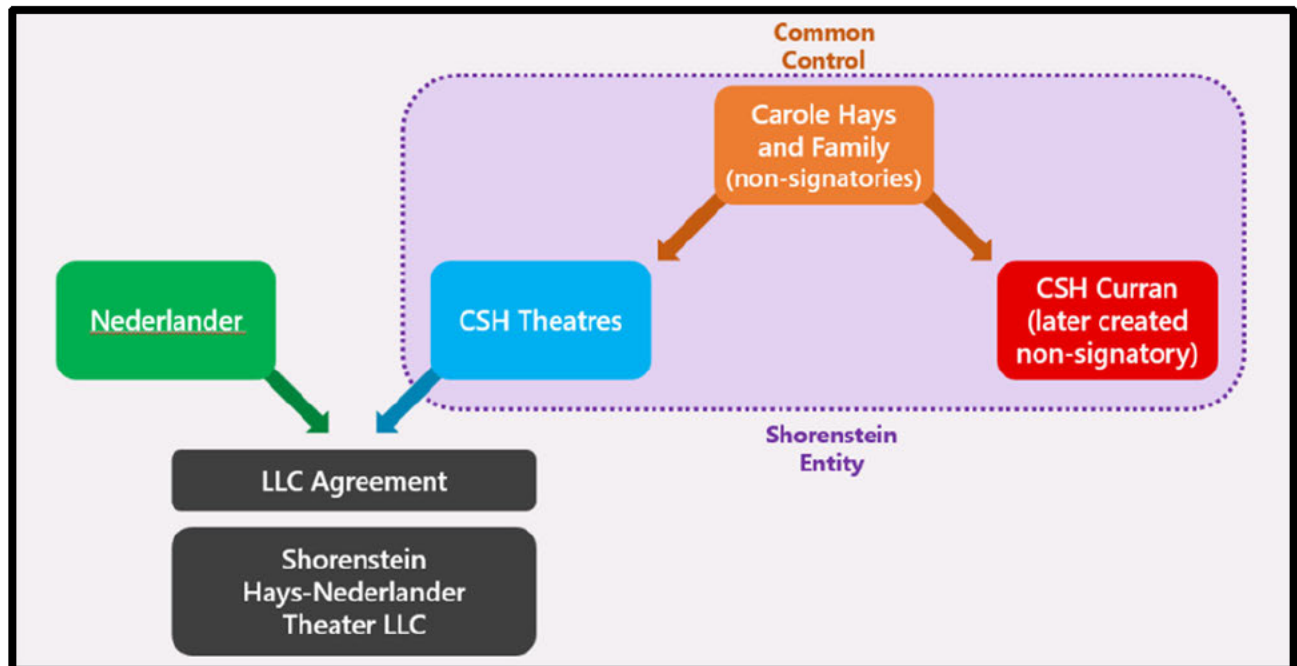 Common
Control
Carole Hays
and Family
(non-signatories)
Nederlander
CSH Theatres
CSH Curran
(later created
non-signatory)
Shorenstein
Entity
LLC Agreement
Shorenstein
Hays-Nederlander
Theater LLC